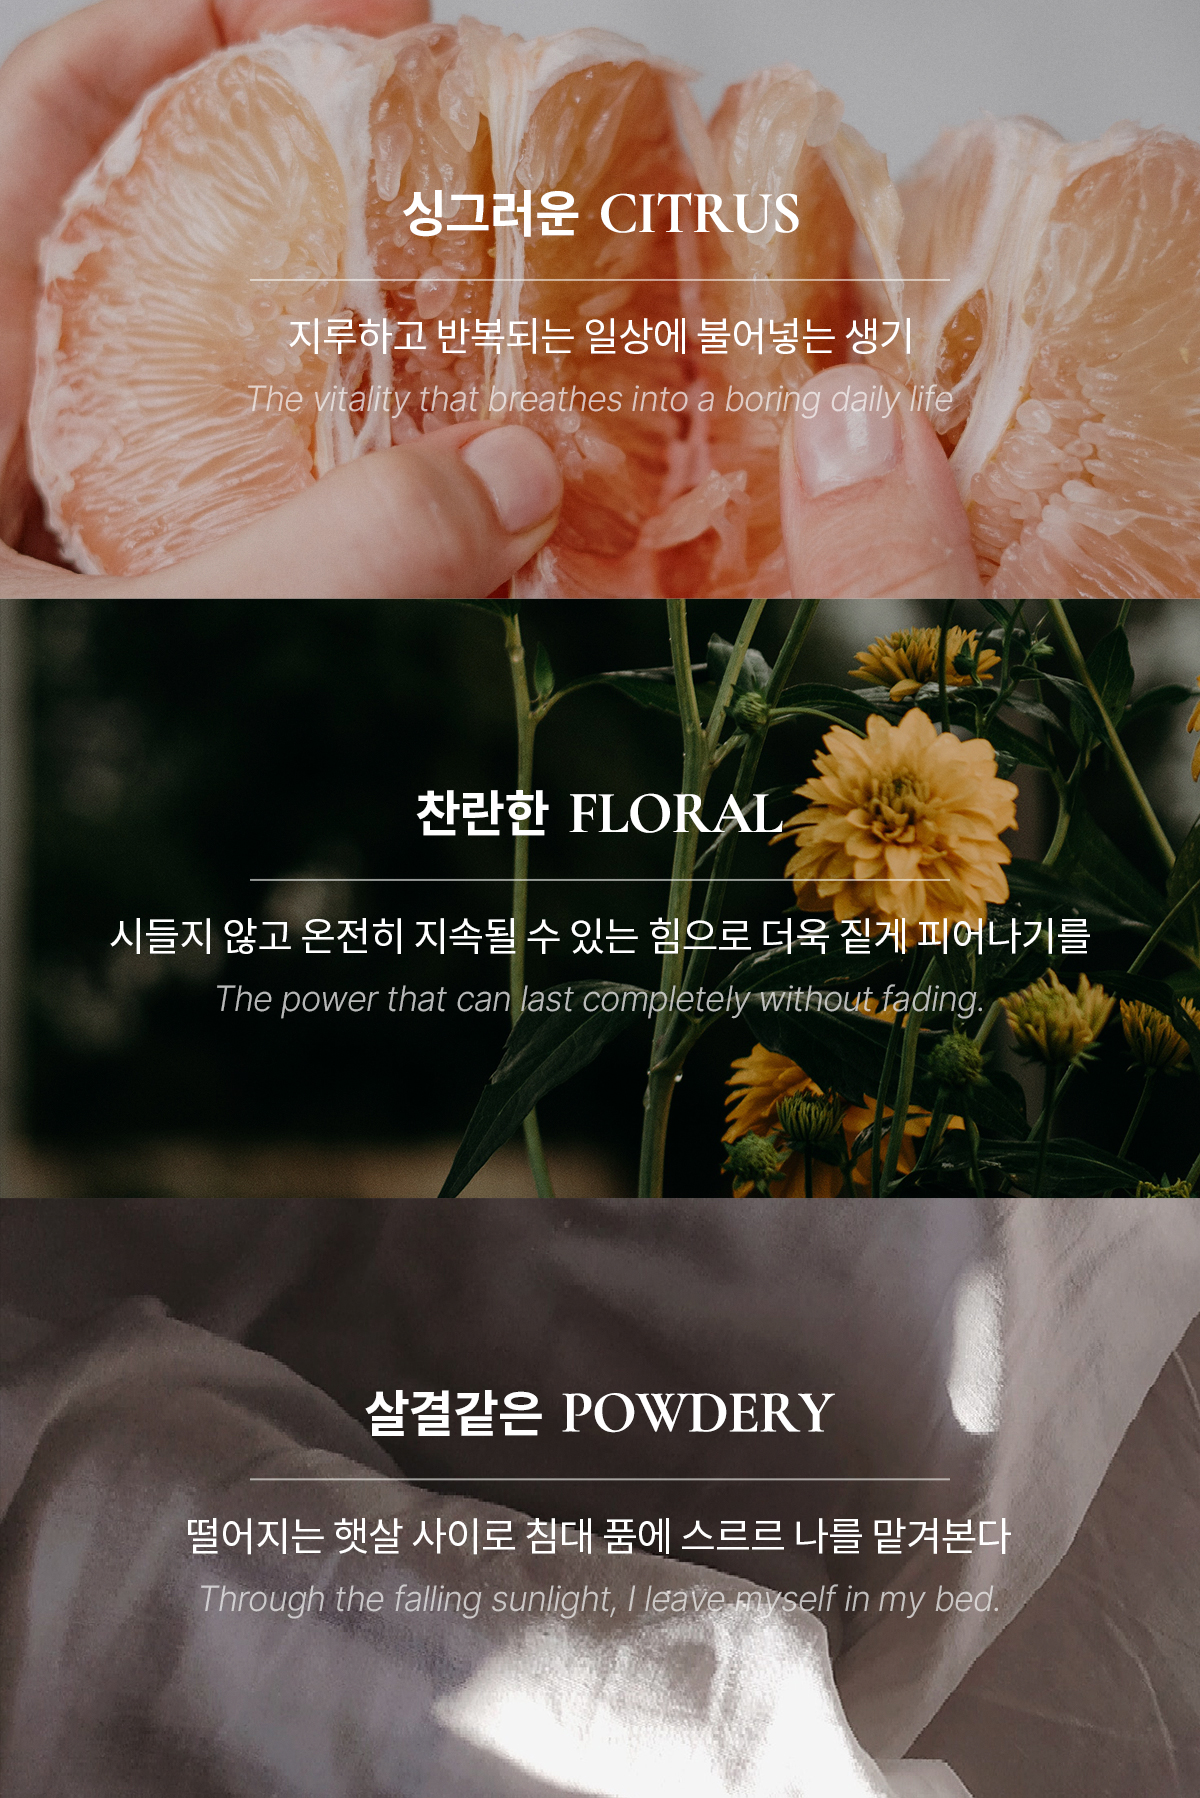 싱그러운 CITRUS
지루하고 반복되는 일상에 불어넣는 생기
The vitality that breathes into a boring daily life
찬란한 FLORAL
시들지 않고 온전히 지속될 수 있는 힘으로 더욱 짙게 피어나기를
The power that can last completely without fading.
살결같은 POWDERY
떨어지는 햇살 사이로 침대 품에 스르르 나를 맡겨본다
Through the falling sunlight, I leave myself in my bed.